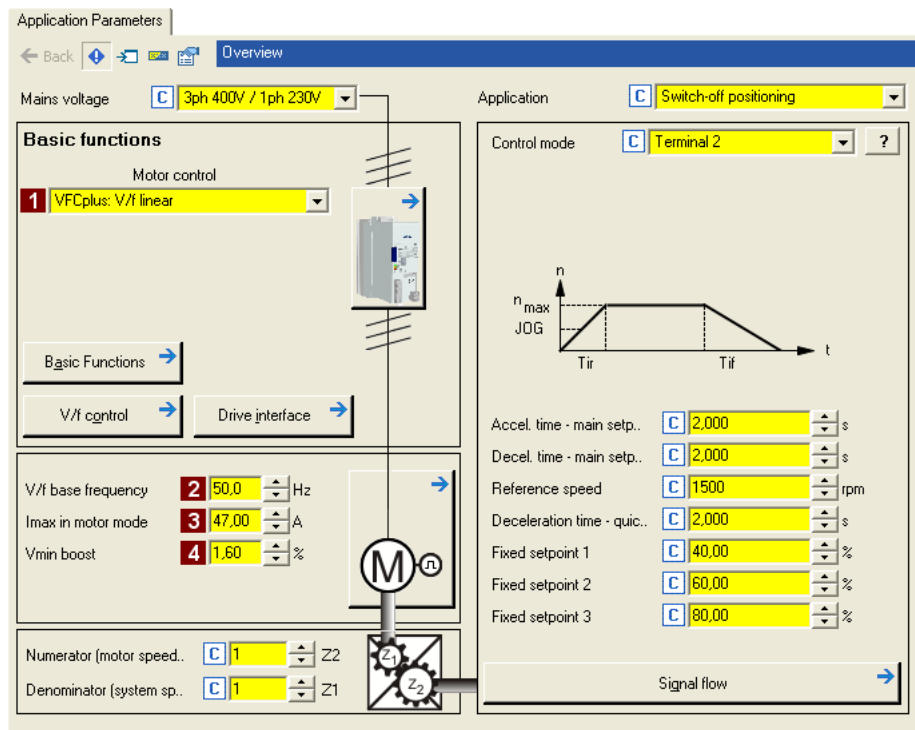 Application Parameters
Back
Overview
Mains voltage C 3ph 400V / 1ph 230V
Application C Switch-off positioning
Basic functions
Motor control
1 VFCplus: V/f linear
Basic Functions
V/f control
Drive interface
Control mode C Terminal 2 ?
n
n max
JOG
t
Tir
Tif
V/f base frequency 2 50,0 Hz
Imax in motor mode 3 47,00 A
Vmin boost 4 1,60 %
M
Accel. time - main setp.. C 2,000 s
Decel. time - main setp.. C 2,000 s
Reference speed C 1500 rpm
Deceleration time - quic.. C 2,000 s
Fixed setpoint 1 C 40,00 %
Fixed setpoint 2 C 60,00 %
Fixed setpoint 3 C 80,00 %
Numerator (motor speed.. C 1 Z2
Denominator (system sp.. C 1 Z1
Z1
Z2
Signal flow